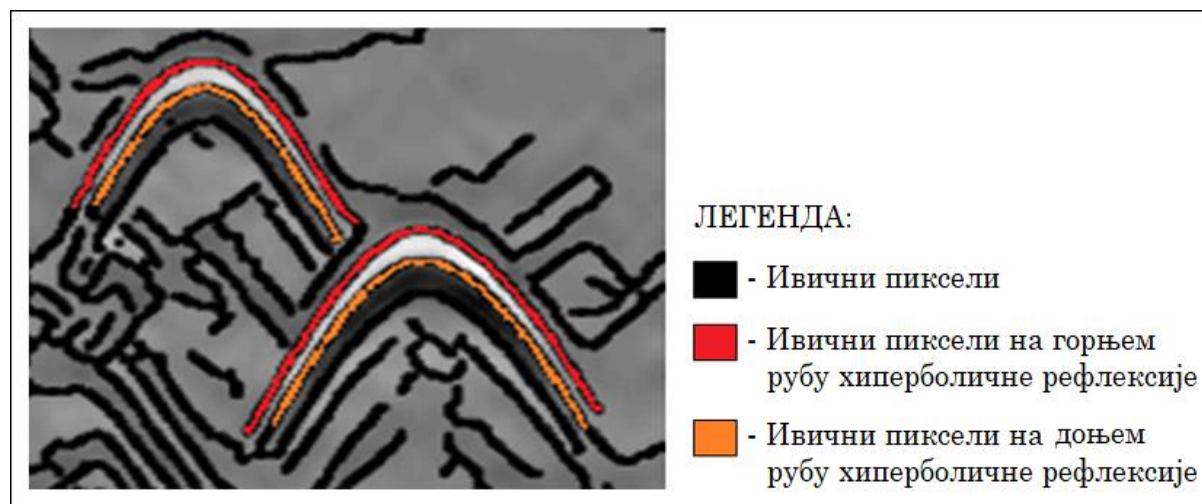 ЛЕГЕНДА:
- Ивични пиксели
- Ивични пиксели на горњем
рубу хиперболичне рефлексије
- Ивични пиксели на доњем
рубу хиперболичне рефлексије